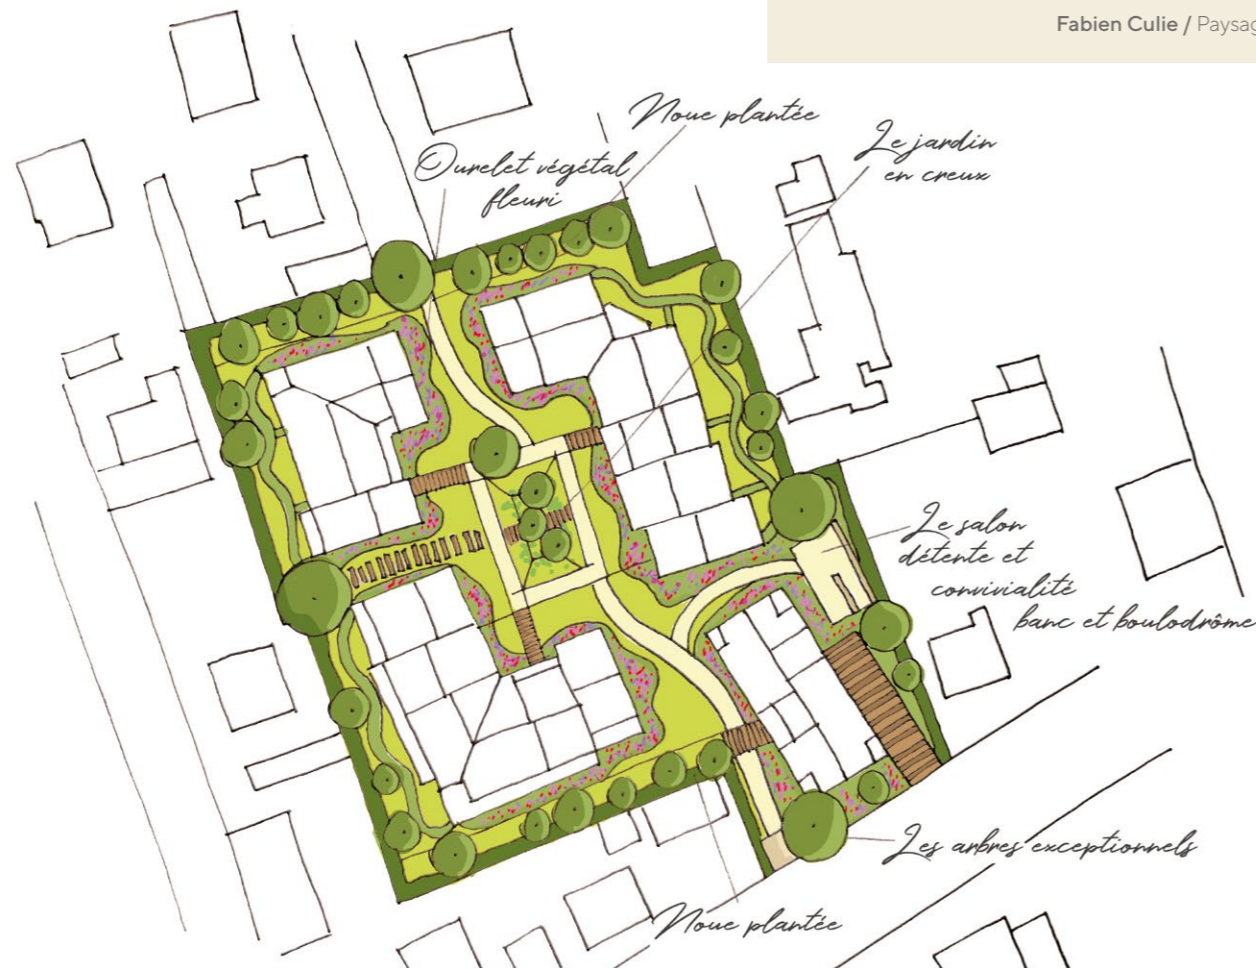 Fabien Culie / Paysag
Noue plantée
Le jardin
en creux
Ourelet végétal
fleuri
Le salon
détente et
convivialité
banc et boulodrôme
Les arbres exceptionnels
Noue plantée